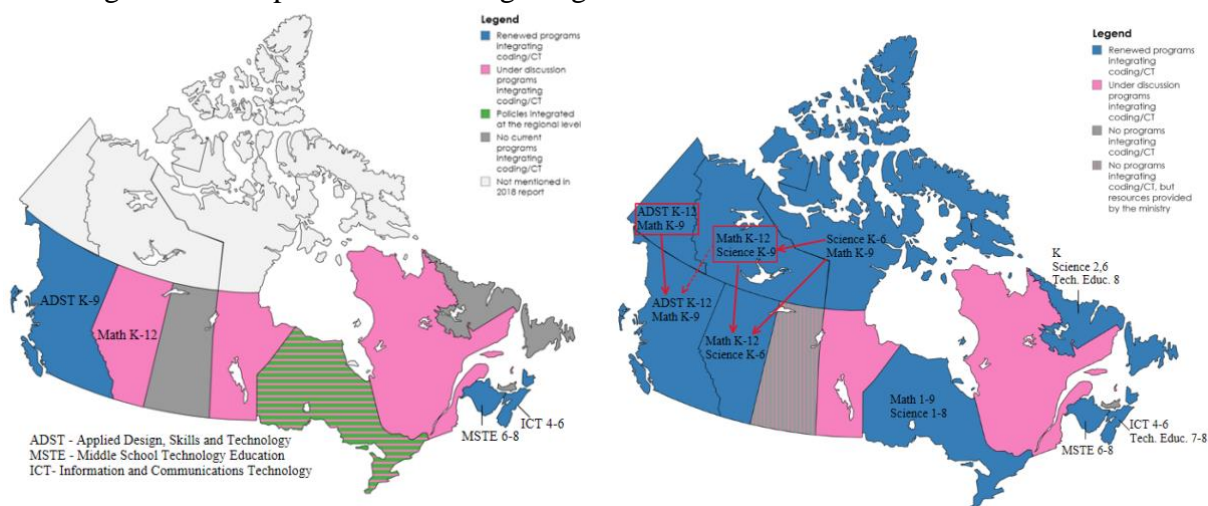 Legend
Renewed programs
integrating
coding/CT
Under discussion
programs
integrating
coding/CT
Policies integrated
at the regional level
No current
programs
integrating
coding/CT
Not mentioned in
2018 report
ADST K-9
Math K-12
MSTE 6-8
ICT 4-6
ADST - Applied Design, Skills and Technology
MSTE - Middle School Technology Education
ICT- Information and Communications Technology
Legend
Renewed programs
integrating
coding/CT
Under discussion
programs
integrating
coding/CT
No programs
integrating
coding/CT
No programs
integrating
coding/CT, but
resources provided
by the ministry
ADST K-12
Math K-9
Math K-12
Science K-9
Science K-6
Math K-9
K
Science 2,6
Tech. Educ. 8
ADST K-12
Math K-9
Math K-12
Science K-6
Math 1-9
Science 1-8
ICT 4-6
Tech. Educ. 7-8
MSTE 6-8